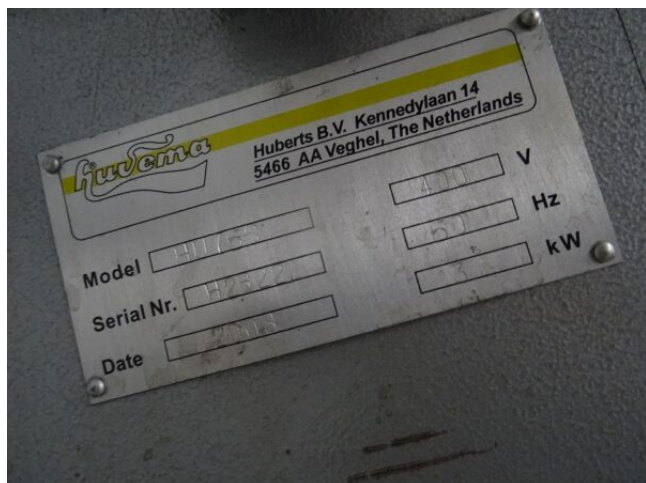 huvema
Huberts B.V. Kennedylaan 14
5466 AA Veghel, The Netherlands
Model
400 V
Serial Nr.
50 Hz
Date
kW